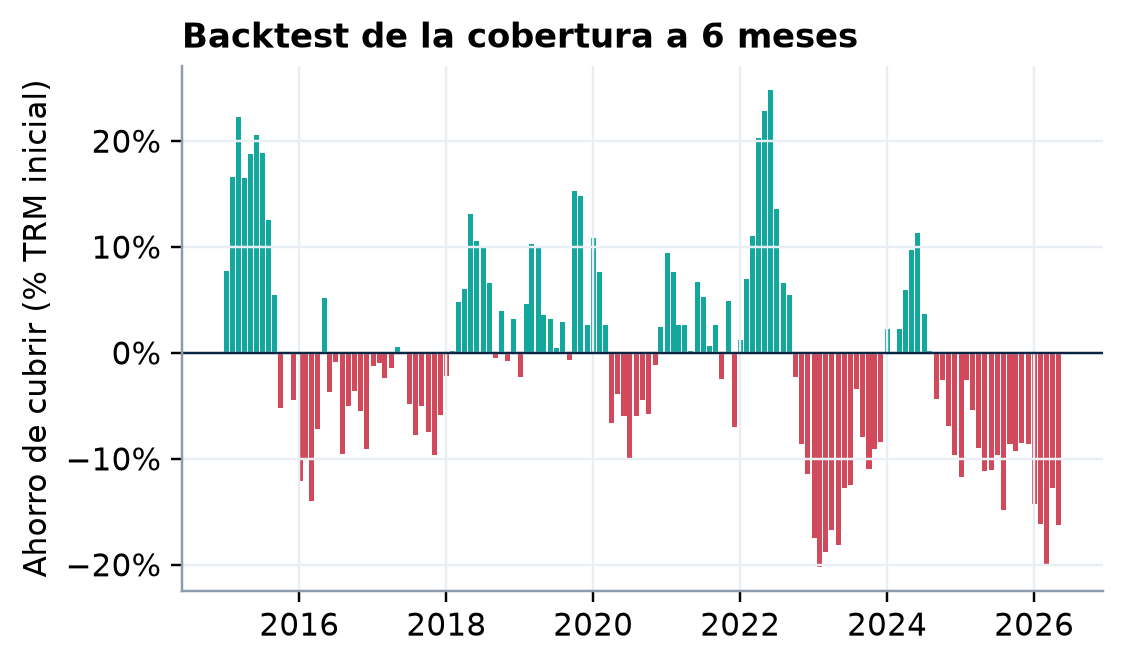 Backtest de la cobertura a 6 meses
Ahorro de cubrir (% TRM inicial)
20%
10%
0%
−10%
−20%
2016 2018 2020 2022 2024 2026